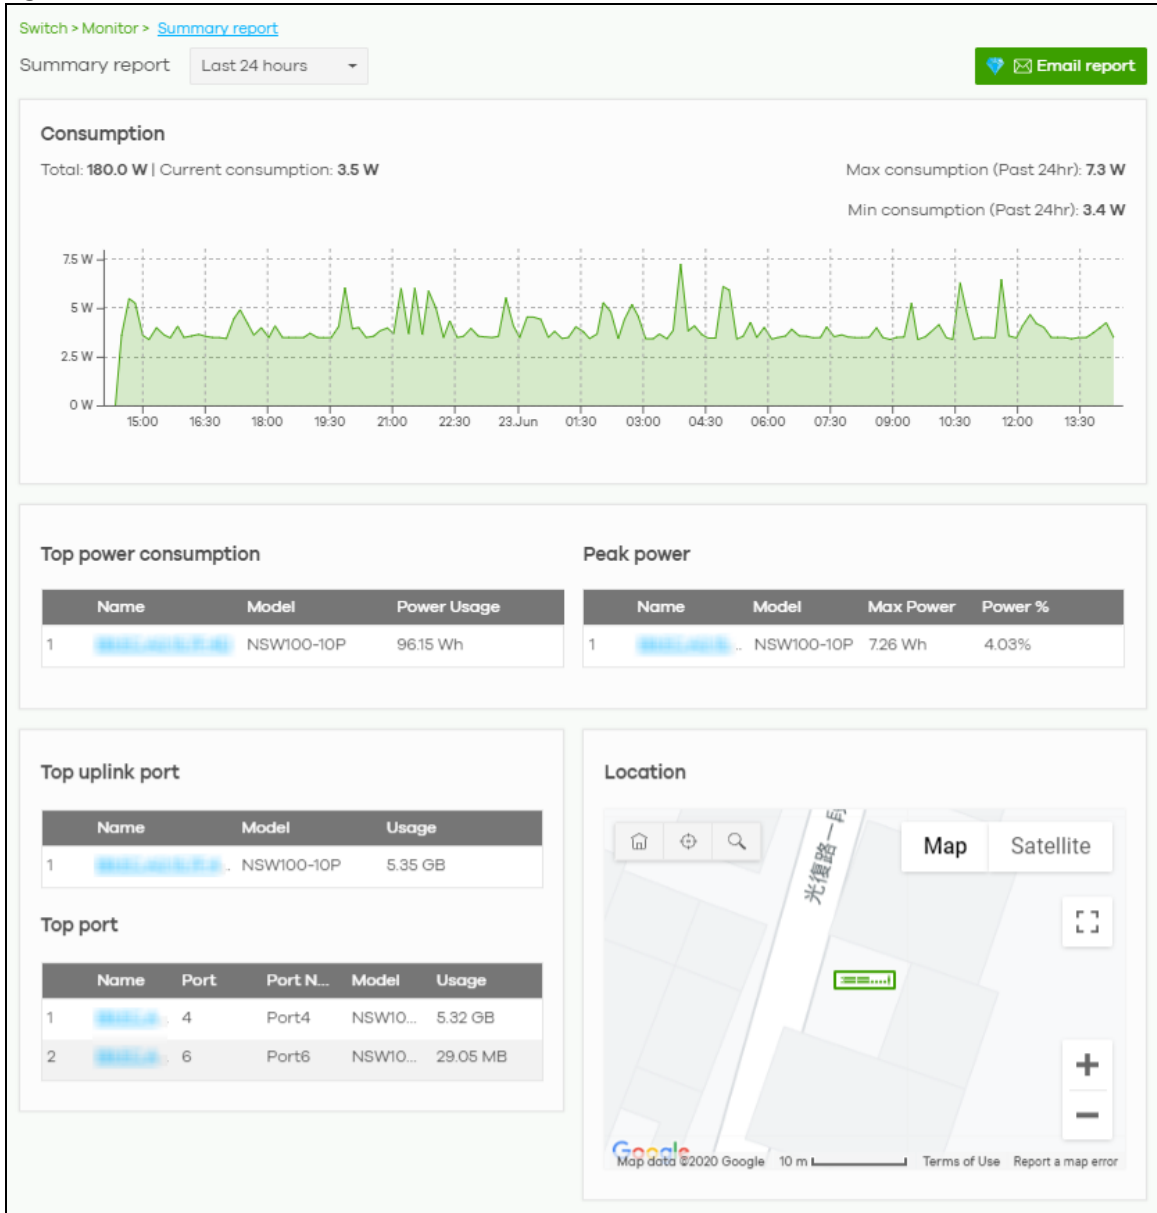 Switch > Monitor > Summary report
Summary report Last 24 hours Email report
Consumption
Total: 180.0 W | Current consumption: 3.5 W
Max consumption (Past 24hr): 7.3 W
Min consumption (Past 24hr): 3.4 W
7.5 W
5 W
2.5 W
0 W
15:00 16:30 18:00 19:30 21:00 22:30 23.Jun 01:30 03:00 04:30 06:00 07:30 09:00 10:30 12:00 13:30
Top power consumption
Name Model Power Usage
1 NSW100-10P 96.15 Wh
Peak power
Name Model Max Power Power %
1 .. NSW100-10P 7.26 Wh 4.03%
Top uplink port
Name Model Usage
1 . NSW100-10P 5.35 GB
Top port
Name Port Port N... Model Usage
1 . 4 Port4 NSW10... 5.32 GB
2 . 6 Port6 NSW10... 29.05 MB
Location
Map Satellite
光復路一段
Google
Map data ©2020 Google 10 m Terms of Use Report a map error